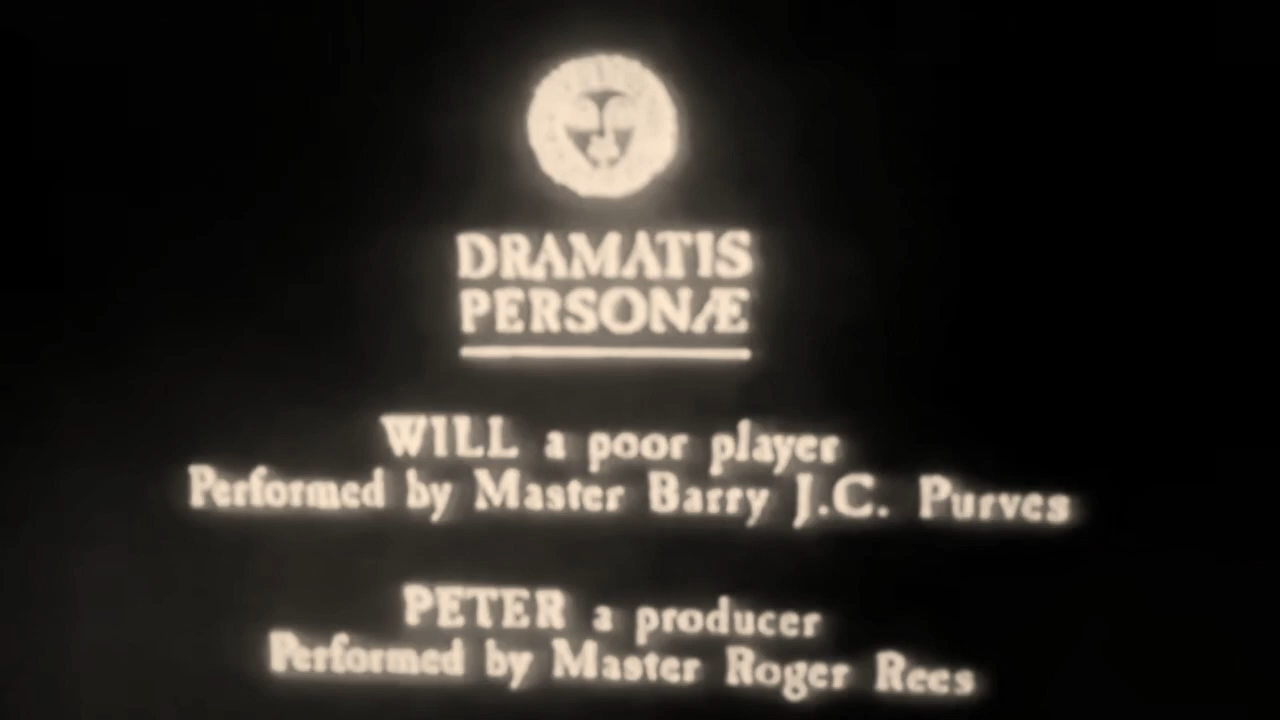 DRAMATIS
PERSONÆ
WILL a poor player
Performed by Master Barry J.C. Purves
PETER a producer
Performed by Master Roger Rees